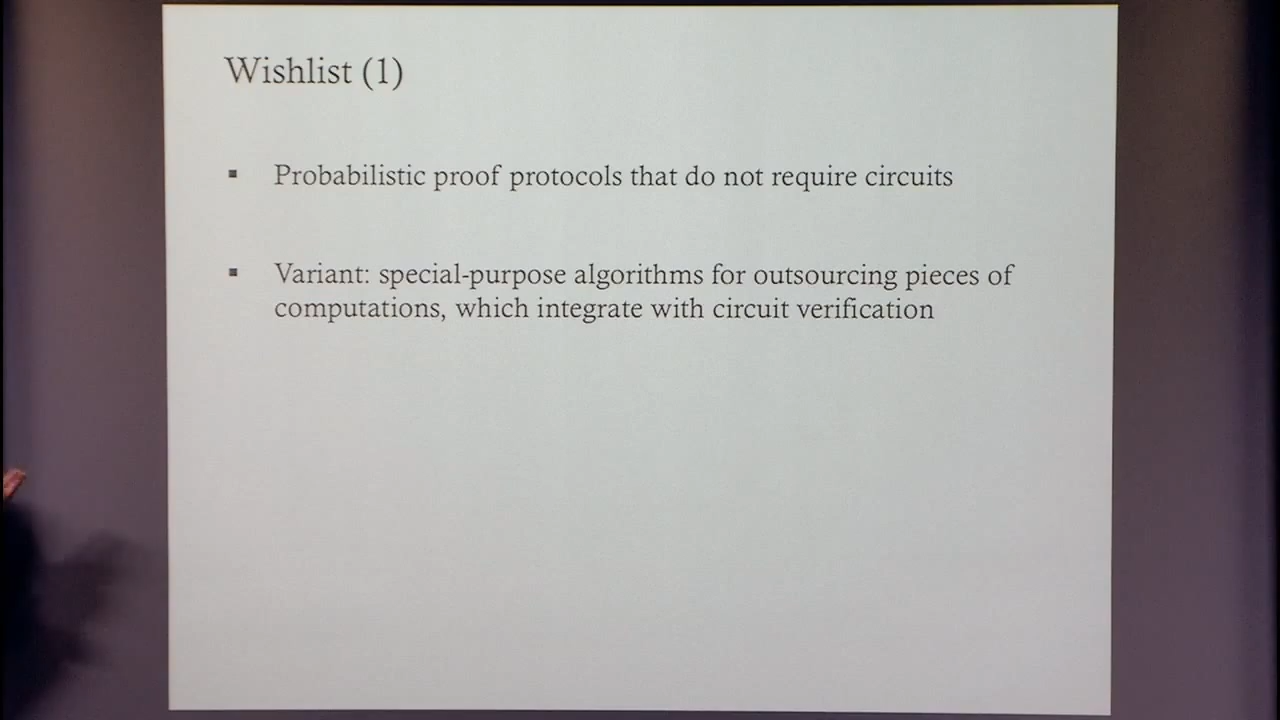 Wishlist (1)
▪ Probabilistic proof protocols that do not require circuits
▪ Variant: special-purpose algorithms for outsourcing pieces of
computations, which integrate with circuit verification